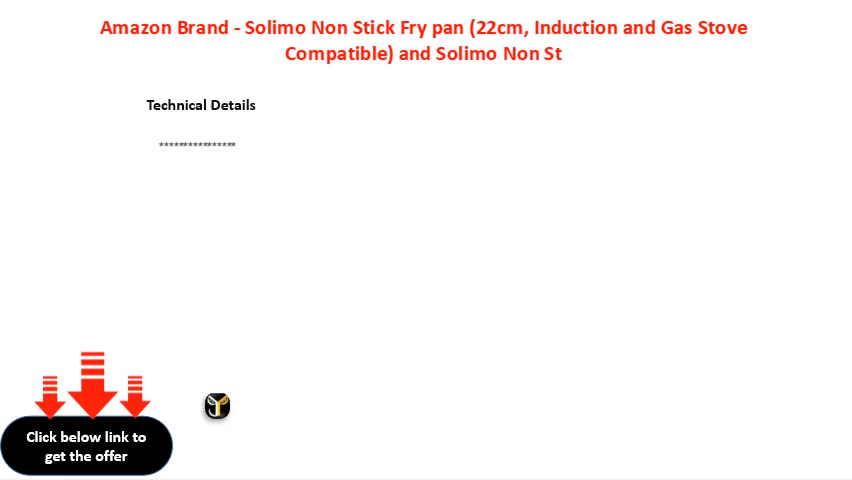 Amazon Brand - Solimo Non Stick Fry pan (22cm, Induction and Gas Stove
Compatible) and Solimo Non St
Technical Details
****************
Click below link to
get the offer